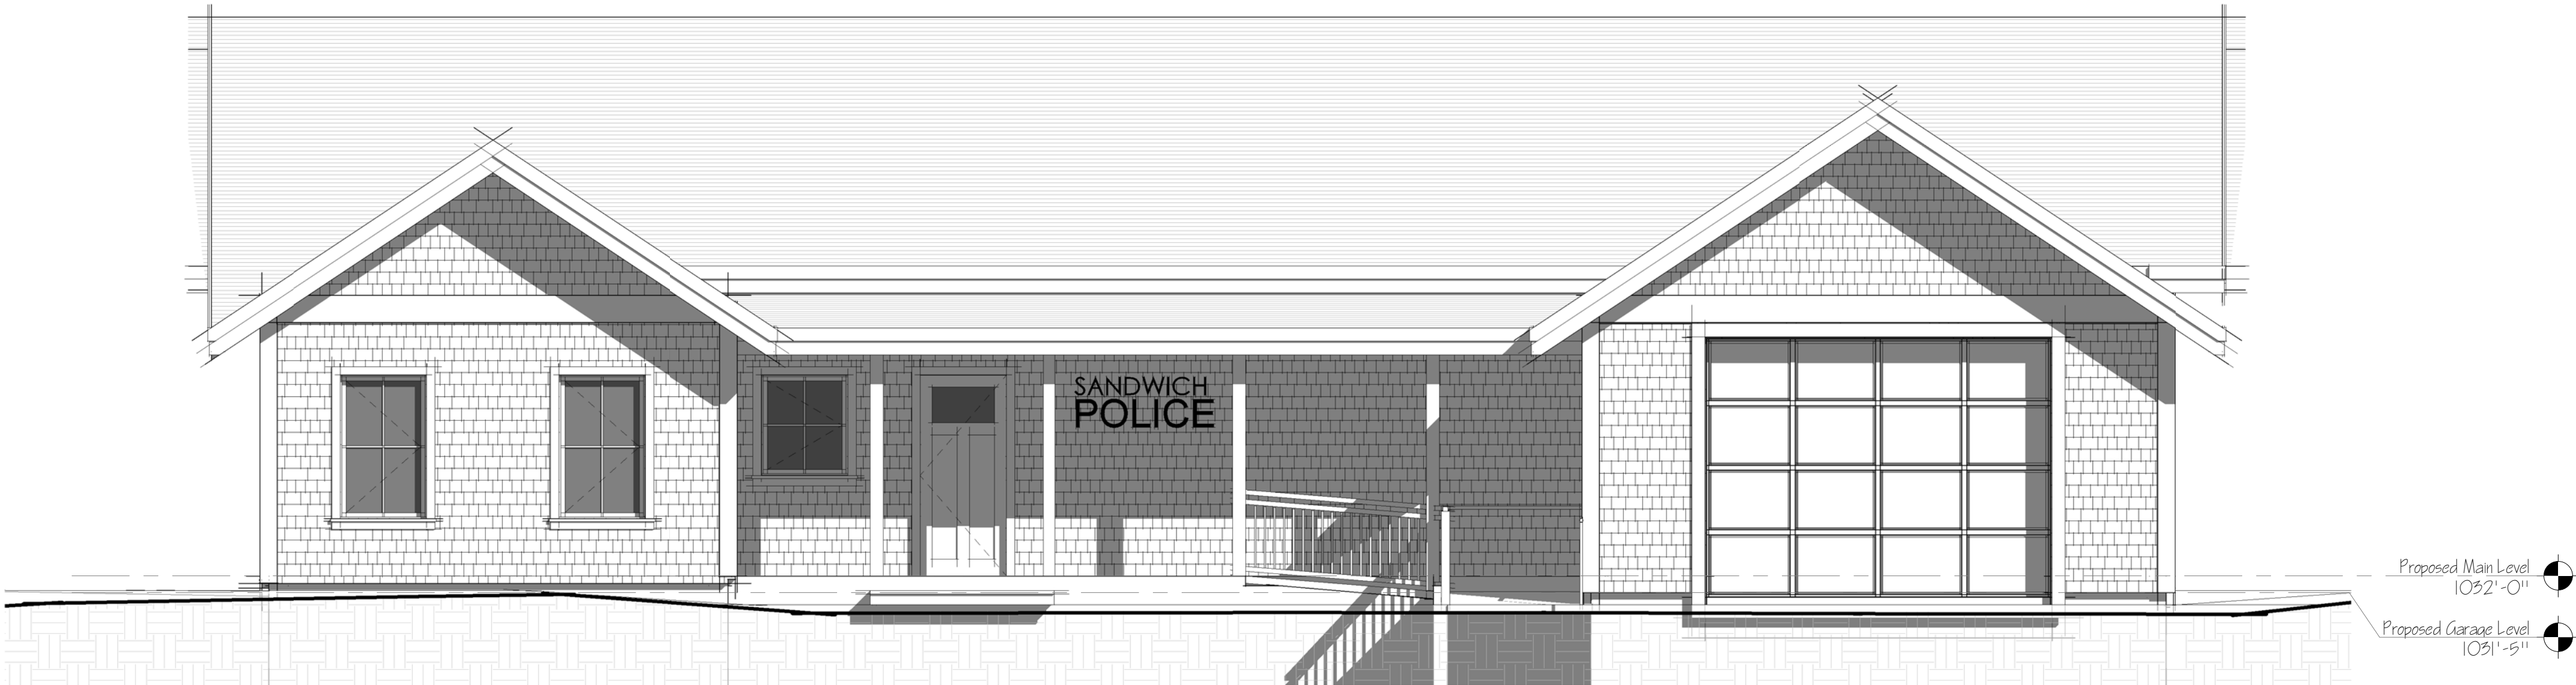 SANDWICH
POLICE
Proposed Main Level
1032'-0"
Proposed Garage Level
1031'-5"